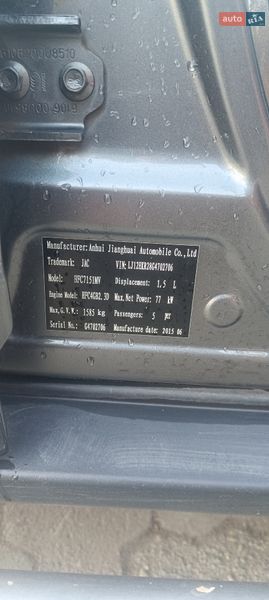 auto RIA
Manufacturer:Anhui Jianghuai Automobile Co.,Ltd
Trademark: JAC VIN:LJ12EKR28G4702706
Model: HFC7151MV Displacement: 1.5 L
Engine Model: HFC4GB2.3D Max.Net Power: 77 kW
Max.G.V.W.: 1585 kg Passengers: 5
Serial No.: G4702706 Manufacture date: 2015 06